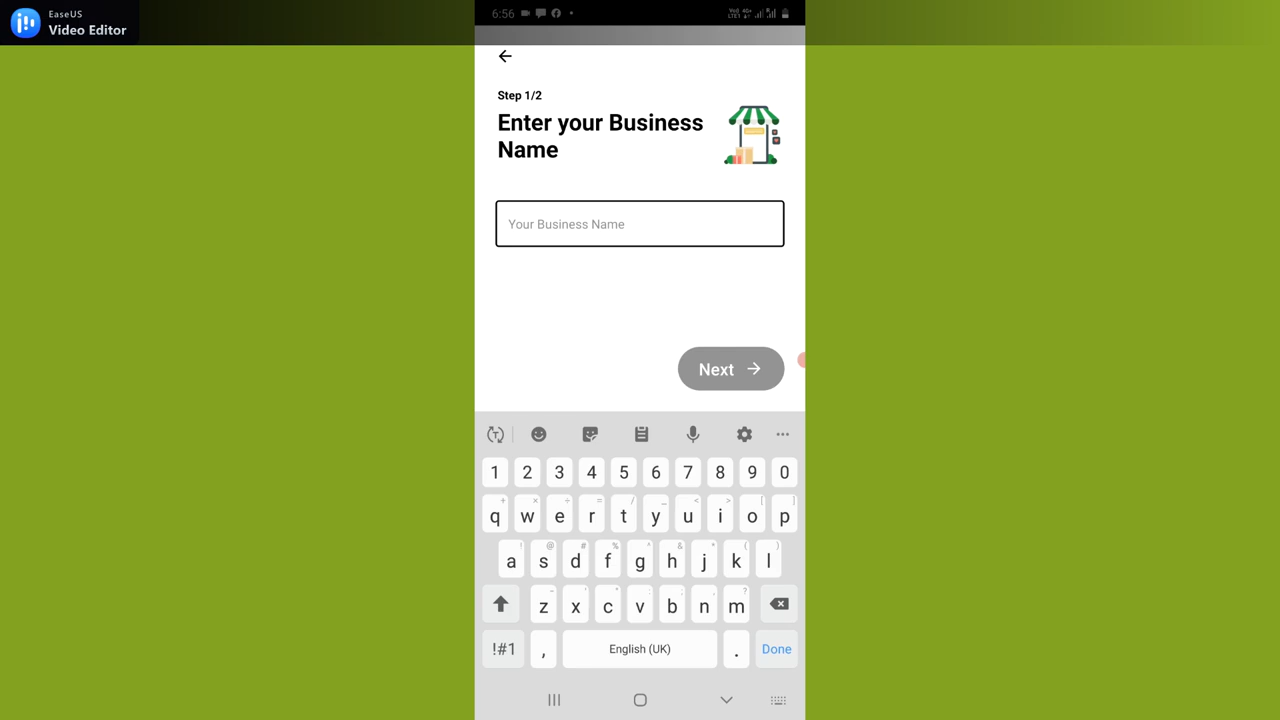 EaseUS
Video Editor
6:56
Step 1/2
Enter your Business
Name
Your Business Name
Next
1 2 3 4 5 6 7 8 9 0
q w e r t y u i o p
a s d f g h j k l
z x c v b n m
!#1 , English (UK) . Done